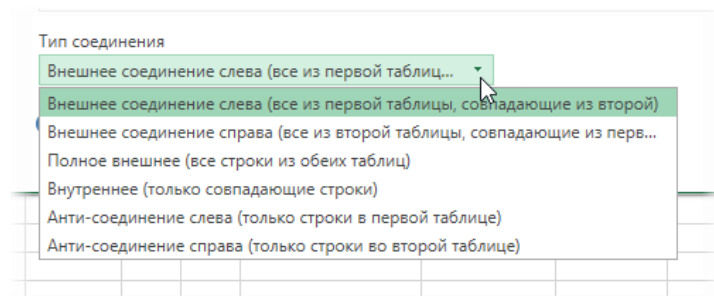 Тип соединения
Внешнее соединение слева (все из первой таблиц...
Внешнее соединение слева (все из первой таблицы, совпадающие из второй)
Внешнее соединение справа (все из второй таблицы, совпадающие из перв...
Полное внешнее (все строки из обеих таблиц)
Внутреннее (только совпадающие строки)
Анти-соединение слева (только строки в первой таблице)
Анти-соединение справа (только строки во второй таблице)